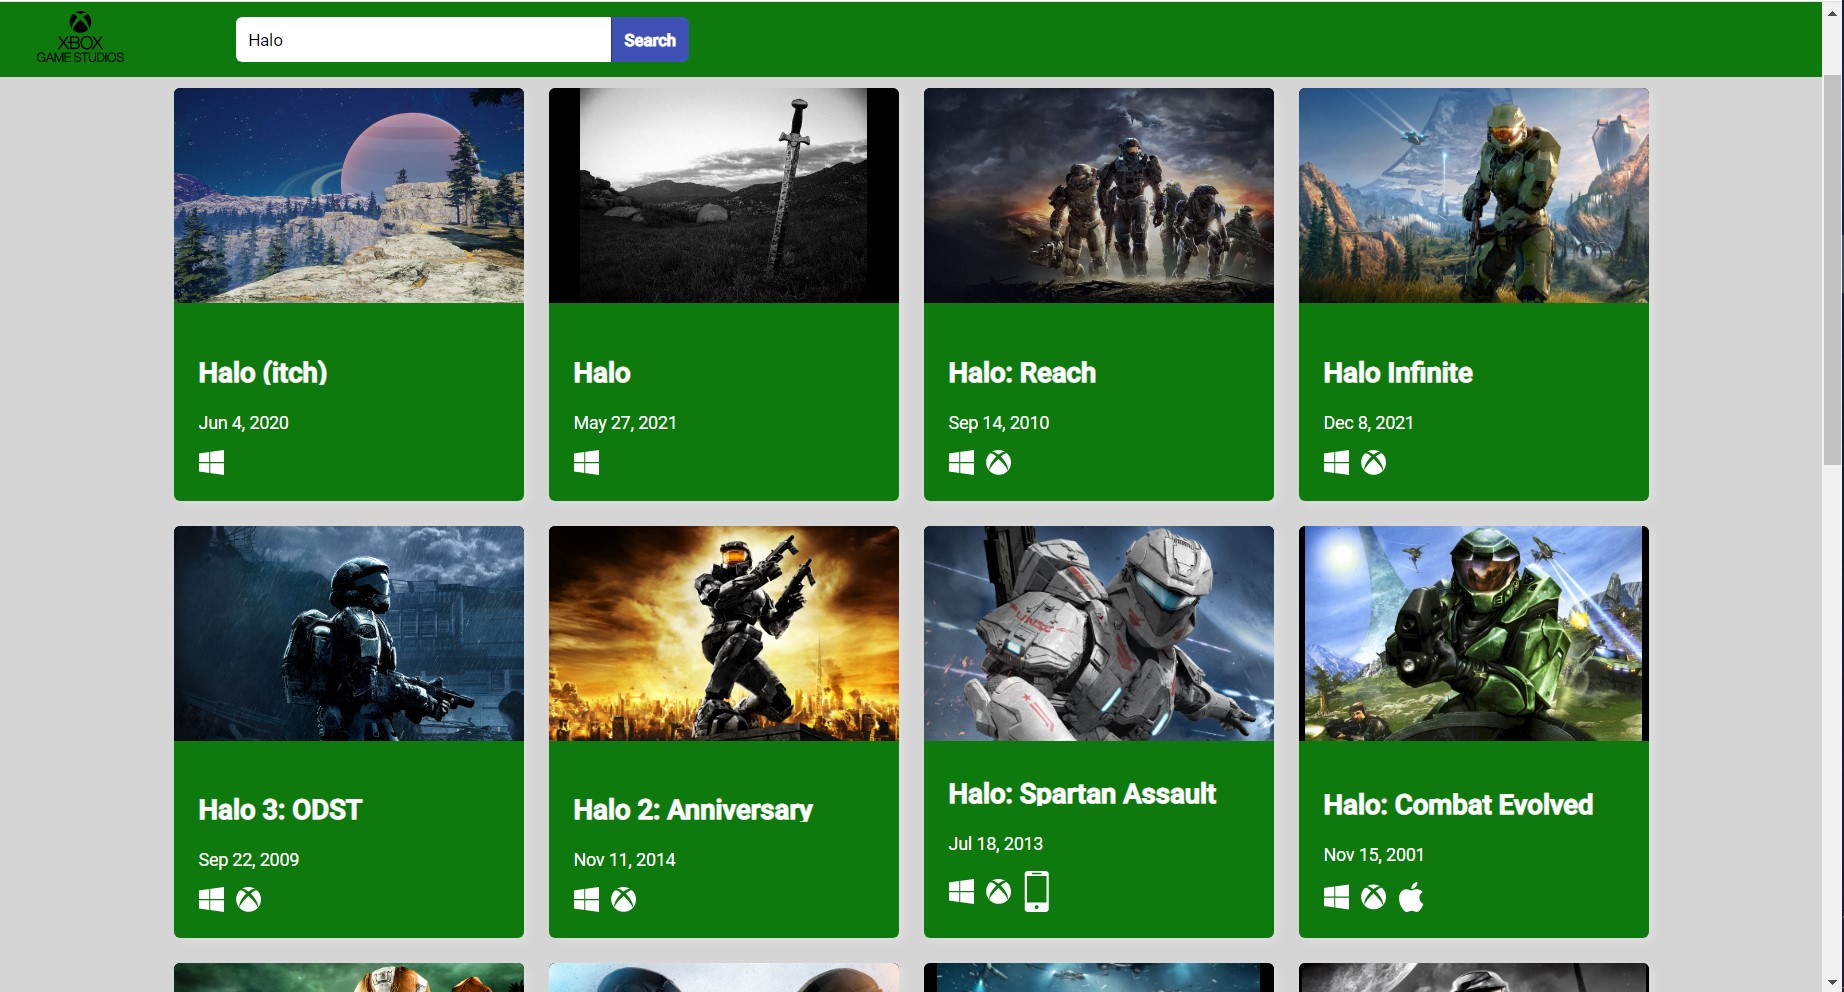 XBOX
GAME STUDIOS
Halo
Search
Halo (itch)
Jun 4, 2020
Halo
May 27, 2021
Halo: Reach
Sep 14, 2010
Halo Infinite
Dec 8, 2021
UNSC
Halo 3: ODST
Sep 22, 2009
Halo 2: Anniversary
Nov 11, 2014
Halo: Spartan Assault
Jul 18, 2013
Halo: Combat Evolved
Nov 15, 2001